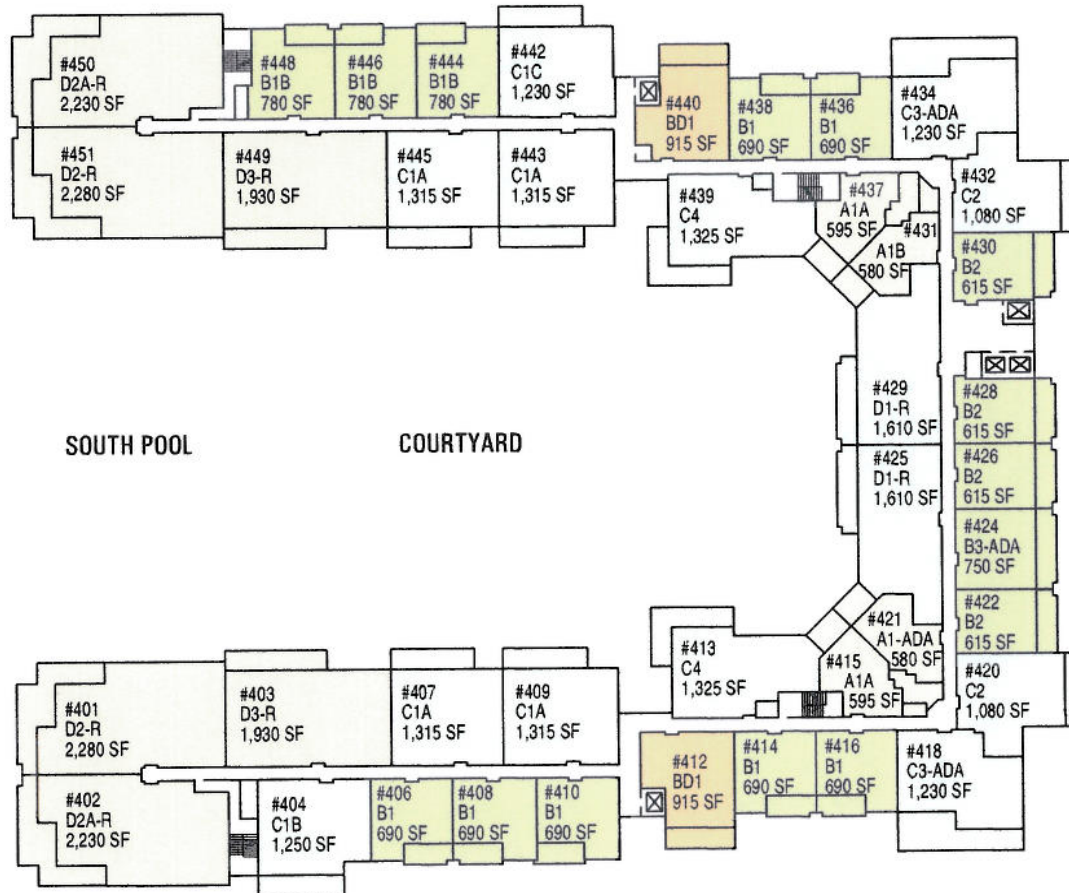 #450
D2A-R
2,230 SF
#448
B1B
780 SF
#446
B1B
780 SF
#444
B1B
780 SF
#442
C1C
1,230 SF
#440
BD1
915 SF
#438
B1
690 SF
#436
B1
690 SF
#434
C3-ADA
1,230 SF
#451
D2-R
2,280 SF
#449
D3-R
1,930 SF
#445
C1A
1,315 SF
#443
C1A
1,315 SF
#439
C4
1,325 SF
#437
A1A
595 SF
#431
A1B
580 SF
#432
C2
1,080 SF
#430
B2
615 SF
#429
D1-R
1,610 SF
#428
B2
615 SF
SOUTH POOL
COURTYARD
#425
D1-R
1,610 SF
#426
B2
615 SF
#424
B3-ADA
750 SF
#422
B2
615 SF
#421
A1-ADA
580 SF
#413
C4
1,325 SF
#415
A1A
595 SF
#420
C2
1,080 SF
#401
D2-R
2,280 SF
#403
D3-R
1,930 SF
#407
C1A
1,315 SF
#409
C1A
1,315 SF
#412
BD1
915 SF
#414
B1
690 SF
#416
B1
690 SF
#418
C3-ADA
1,230 SF
#402
D2A-R
2,230 SF
#404
C1B
1,250 SF
#406
B1
690 SF
#408
B1
690 SF
#410
B1
690 SF